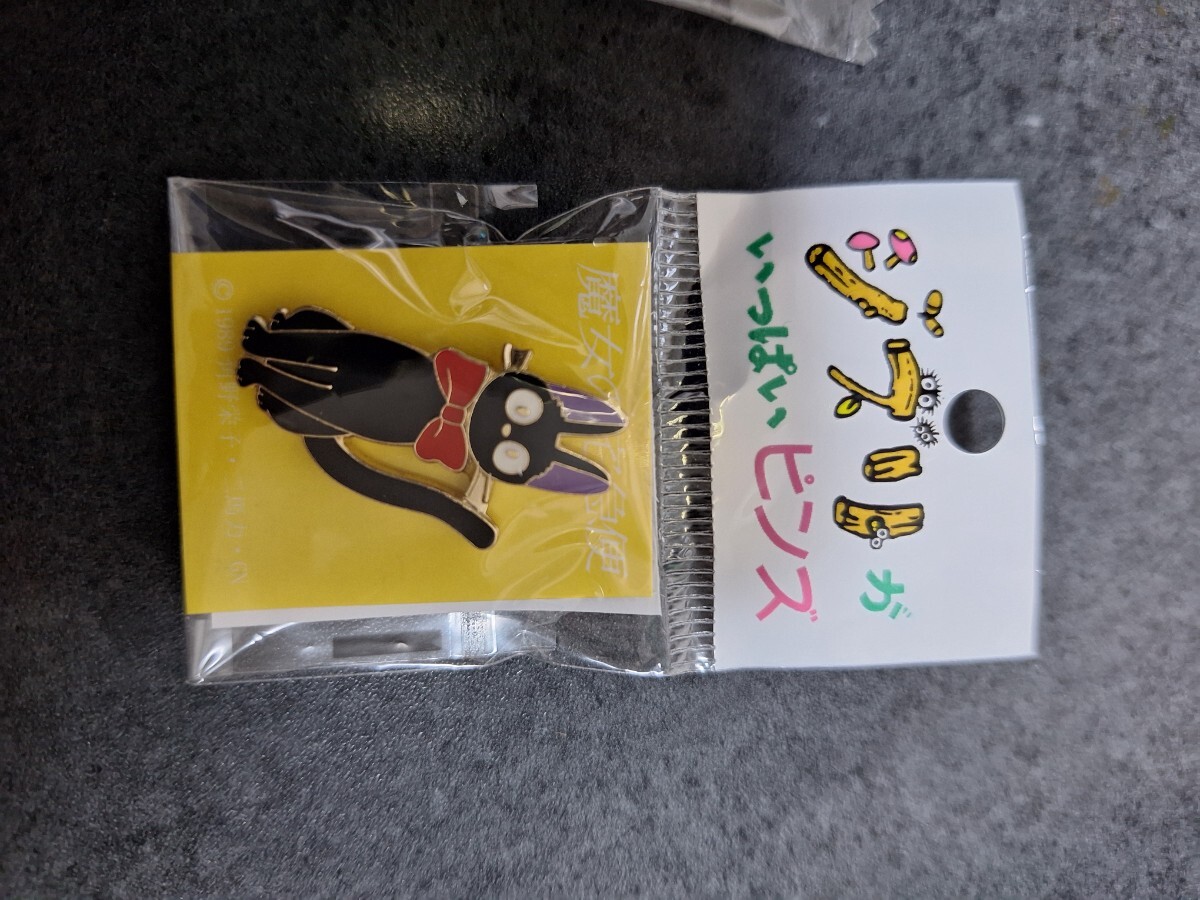 ジブリが
いっぱい ピンズ
魔女の宅急便